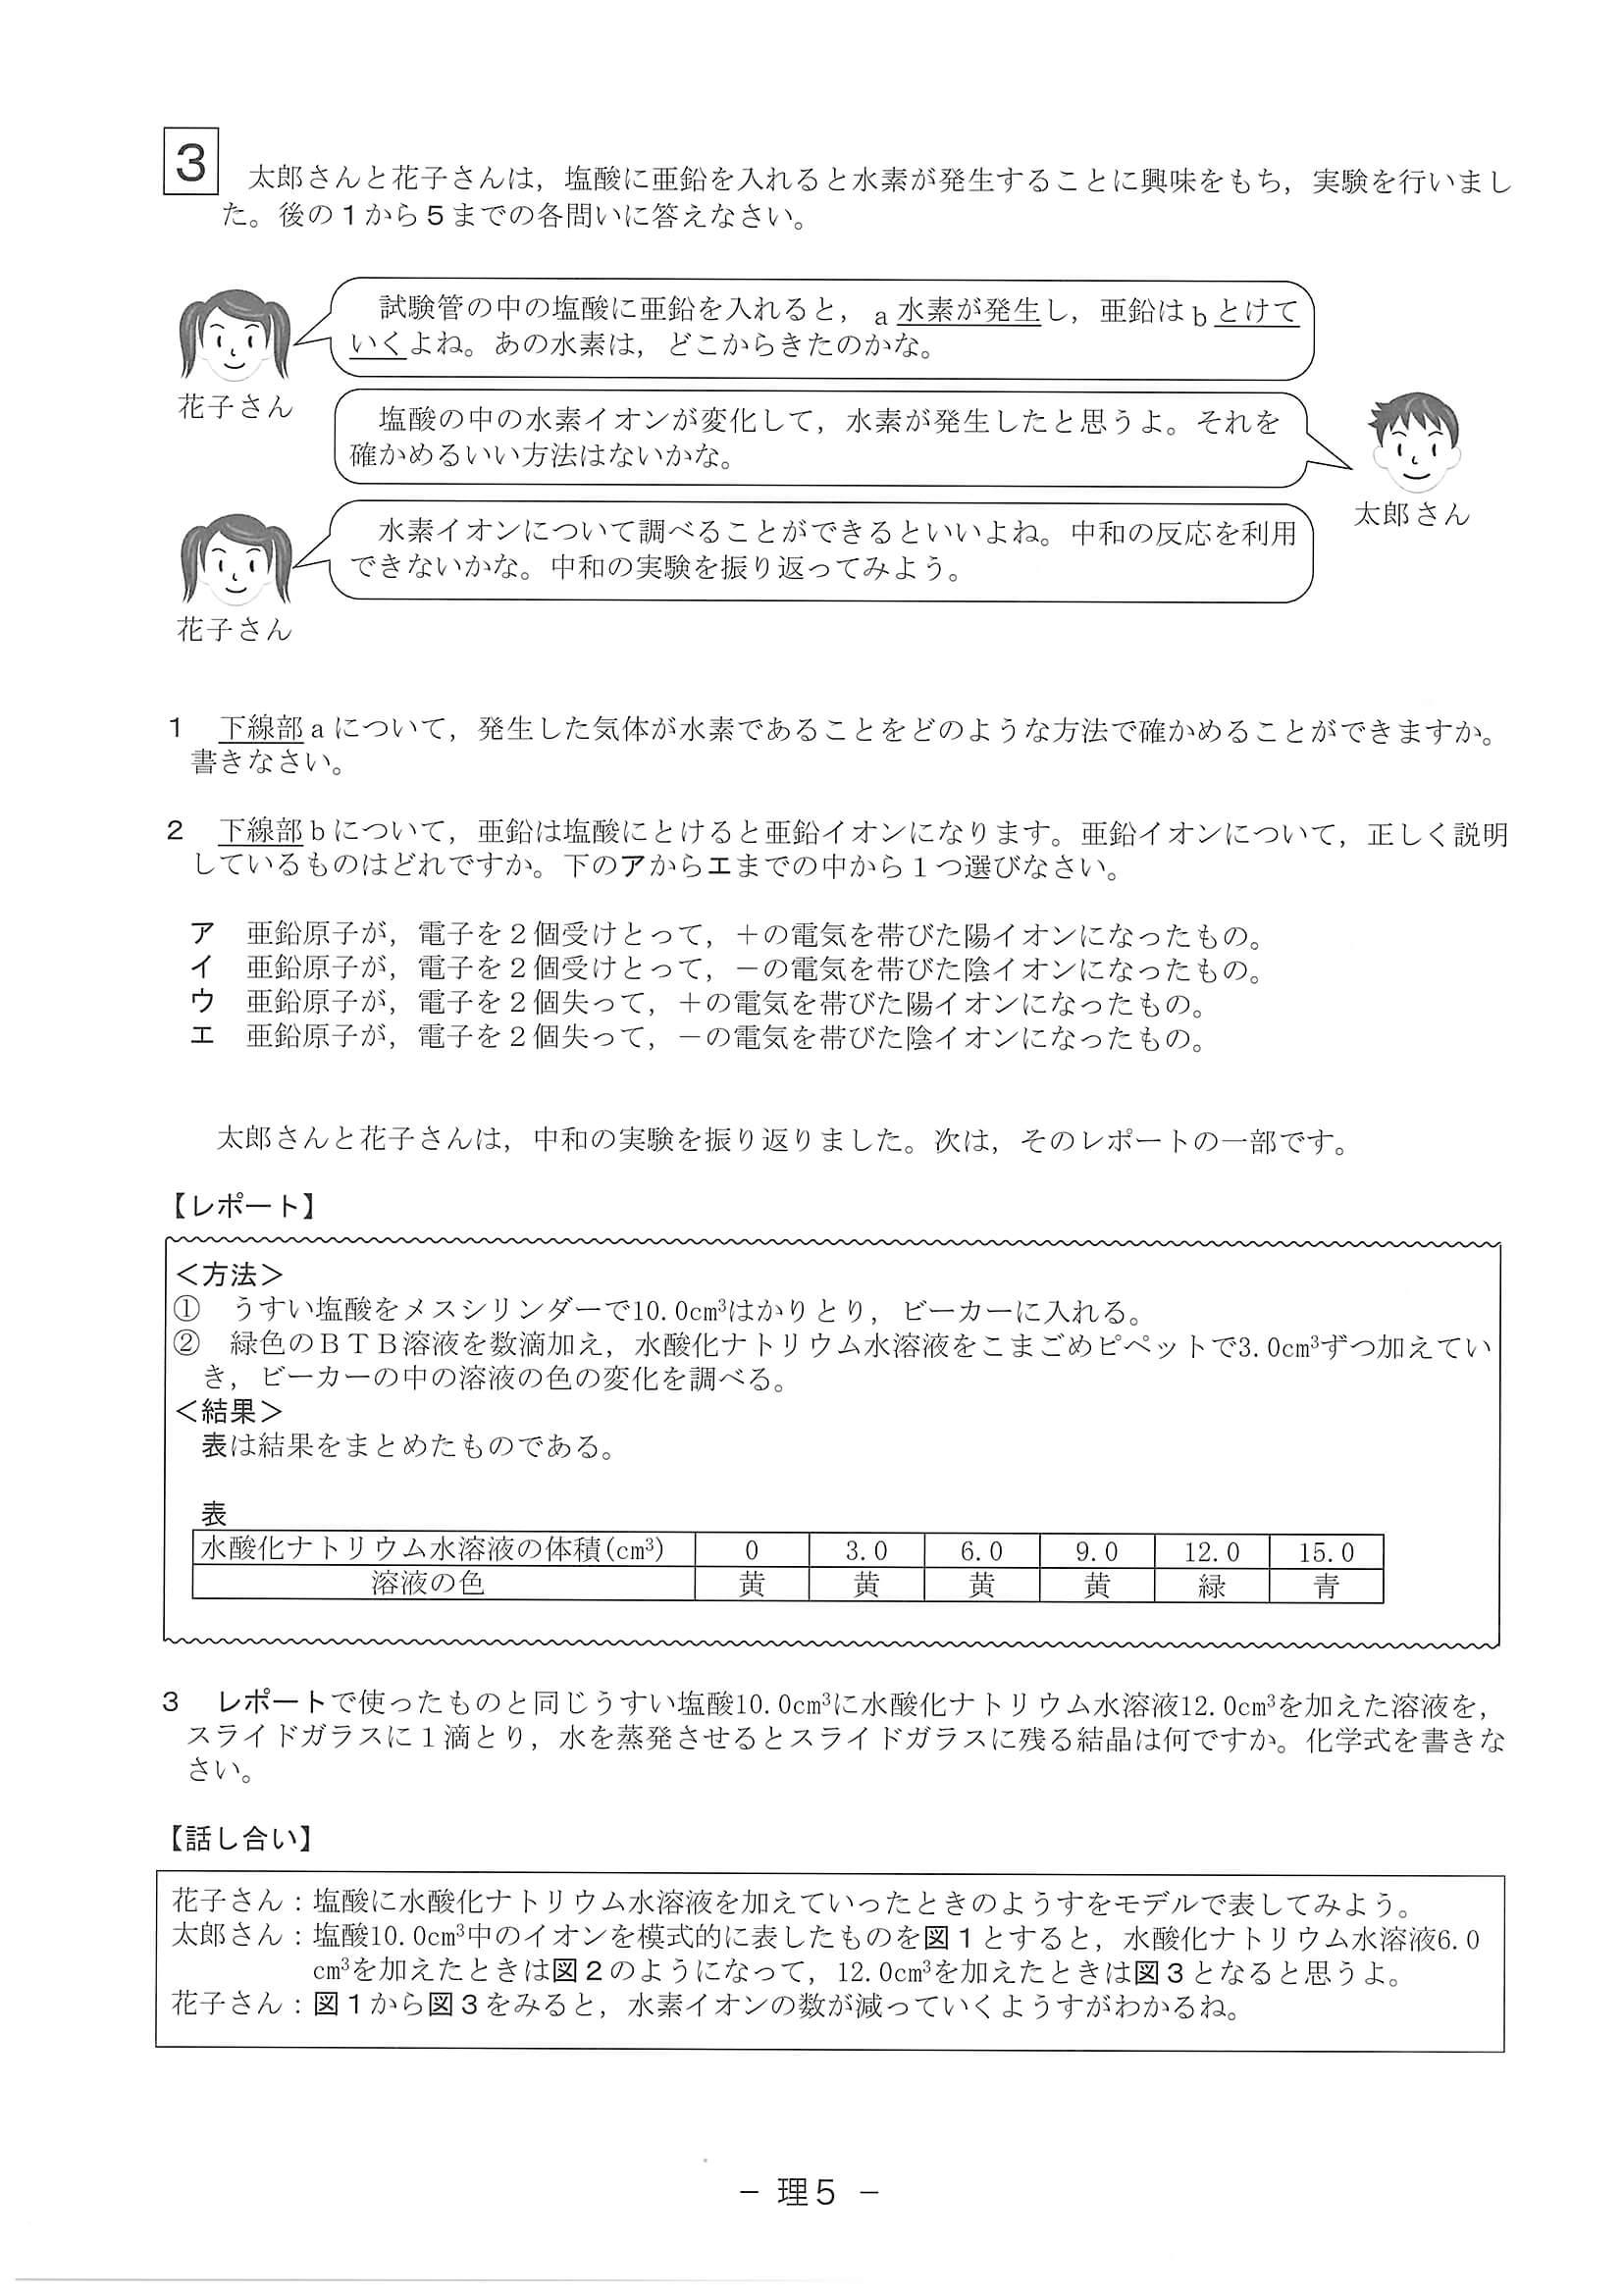 3
太郎さんと花子さんは，塩酸に亜鉛を入れると水素が発生することに興味をもち，実験を行いまし
た。後の１から５までの各問いに答えなさい。
試験管の中の塩酸に亜鉛を入れると，a水素が発生し，亜鉛はbとけて
いくよね。あの水素は，どこからきたのかな。
花子さん
塩酸の中の水素イオンが変化して，水素が発生したと思うよ。それを
確かめるいい方法はないかな。
太郎さん
水素イオンについて調べることができるといいよね。中和の反応を利用
できないかな。中和の実験を振り返ってみよう。
花子さん
１　下線部aについて，発生した気体が水素であることをどのような方法で確かめることができますか。
書きなさい。
２　下線部bについて，亜鉛は塩酸にとけると亜鉛イオンになります。亜鉛イオンについて，正しく説明
しているものはどれですか。下のアからエまでの中から１つ選びなさい。
ア　亜鉛原子が，電子を２個受けとって，＋の電気を帯びた陽イオンになったもの。
イ　亜鉛原子が，電子を２個受けとって，－の電気を帯びた陰イオンになったもの。
ウ　亜鉛原子が，電子を２個失って，＋の電気を帯びた陽イオンになったもの。
エ　亜鉛原子が，電子を２個失って，－の電気を帯びた陰イオンになったもの。
太郎さんと花子さんは，中和の実験を振り返りました。次は，そのレポートの一部です。
【レポート】
＜方法＞
①　うすい塩酸をメスシリンダーで10.0cm³はかりとり，ビーカーに入れる。
②　緑色のＢＴＢ溶液を数滴加え，水酸化ナトリウム水溶液をこまごめピペットで3.0cm³ずつ加えてい
き，ビーカーの中の溶液の色の変化を調べる。
＜結果＞
表は結果をまとめたものである。
表
水酸化ナトリウム水溶液の体積(cm³)　0　3.0　6.0　9.0　12.0　15.0
溶液の色　黄　黄　黄　黄　緑　青
３　レポートで使ったものと同じうすい塩酸10.0cm³に水酸化ナトリウム水溶液12.0cm³を加えた溶液を，
スライドガラスに１滴とり，水を蒸発させるとスライドガラスに残る結晶は何ですか。化学式を書きな
さい。
【話し合い】
花子さん：塩酸に水酸化ナトリウム水溶液を加えていったときのようすをモデルで表してみよう。
太郎さん：塩酸10.0cm³中のイオンを模式的に表したものを図１とすると，水酸化ナトリウム水溶液6.0
cm³を加えたときは図２のようになって，12.0cm³を加えたときは図３となると思うよ。
花子さん：図１から図３をみると，水素イオンの数が減っていくようすがわかるね。
－ 理５ －